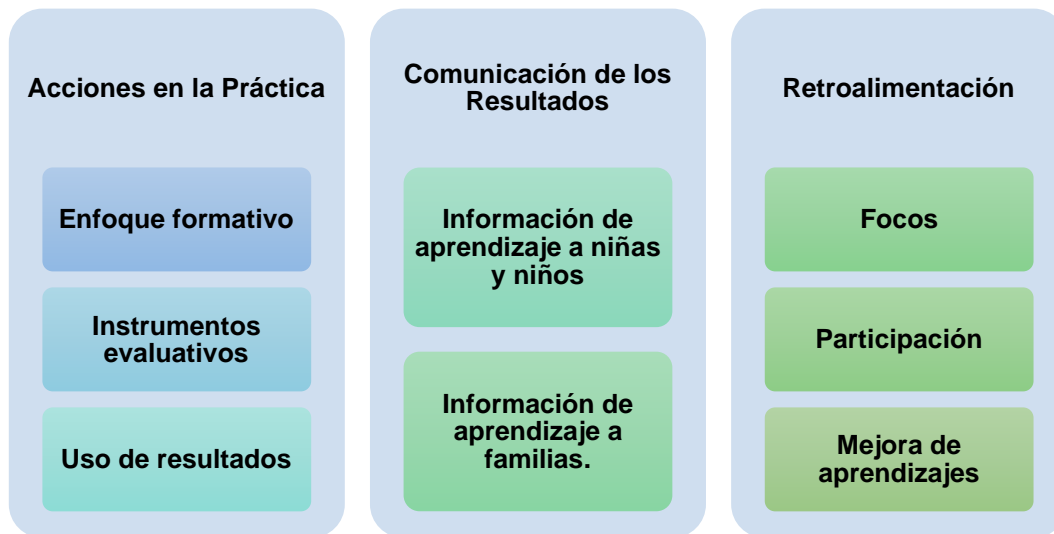 Acciones en la Práctica
Enfoque formativo
Instrumentos
evaluativos
Uso de resultados
Comunicación de los
Resultados
Información de
aprendizaje a niñas
y niños
Información de
aprendizaje a
familias.
Retroalimentación
Focos
Participación
Mejora de
aprendizajes